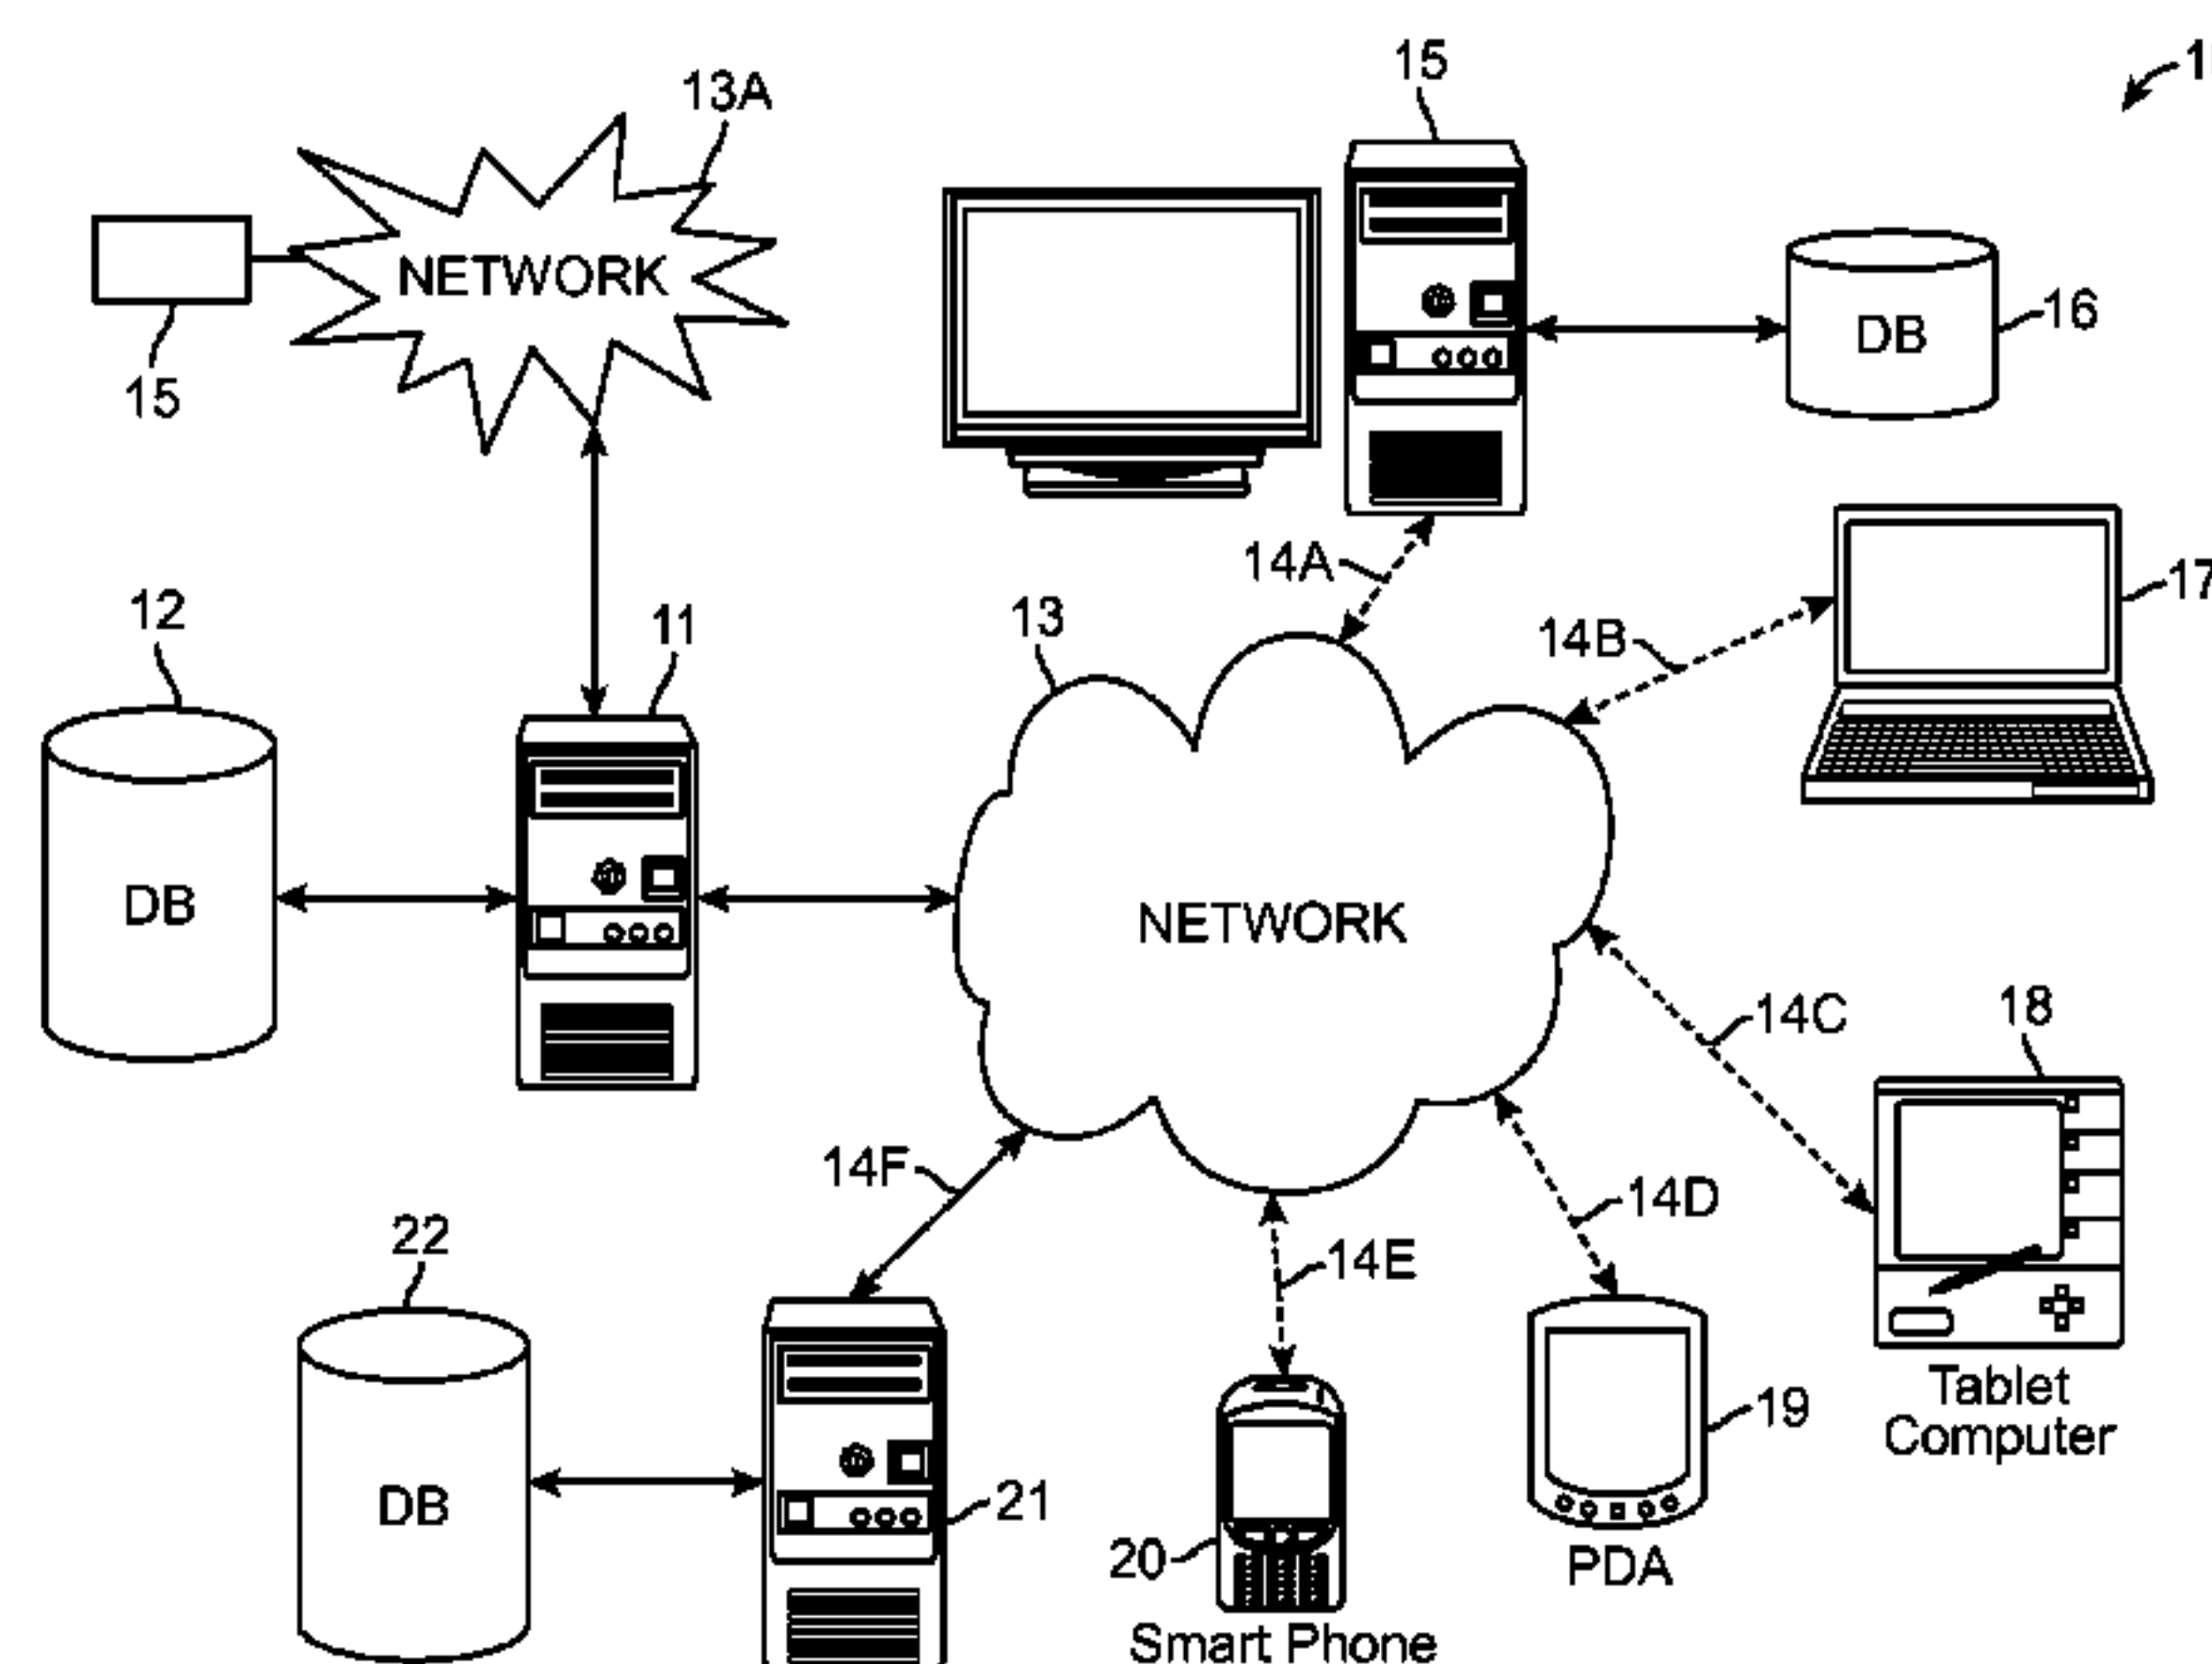 13A
15
1
NETWORK
15
DB
16
14A
17
12
11
13
14B
DB
NETWORK
14C
18
14F
14D
22
14E
Tablet
Computer
19
DB
21
20
PDA
Smart Phone